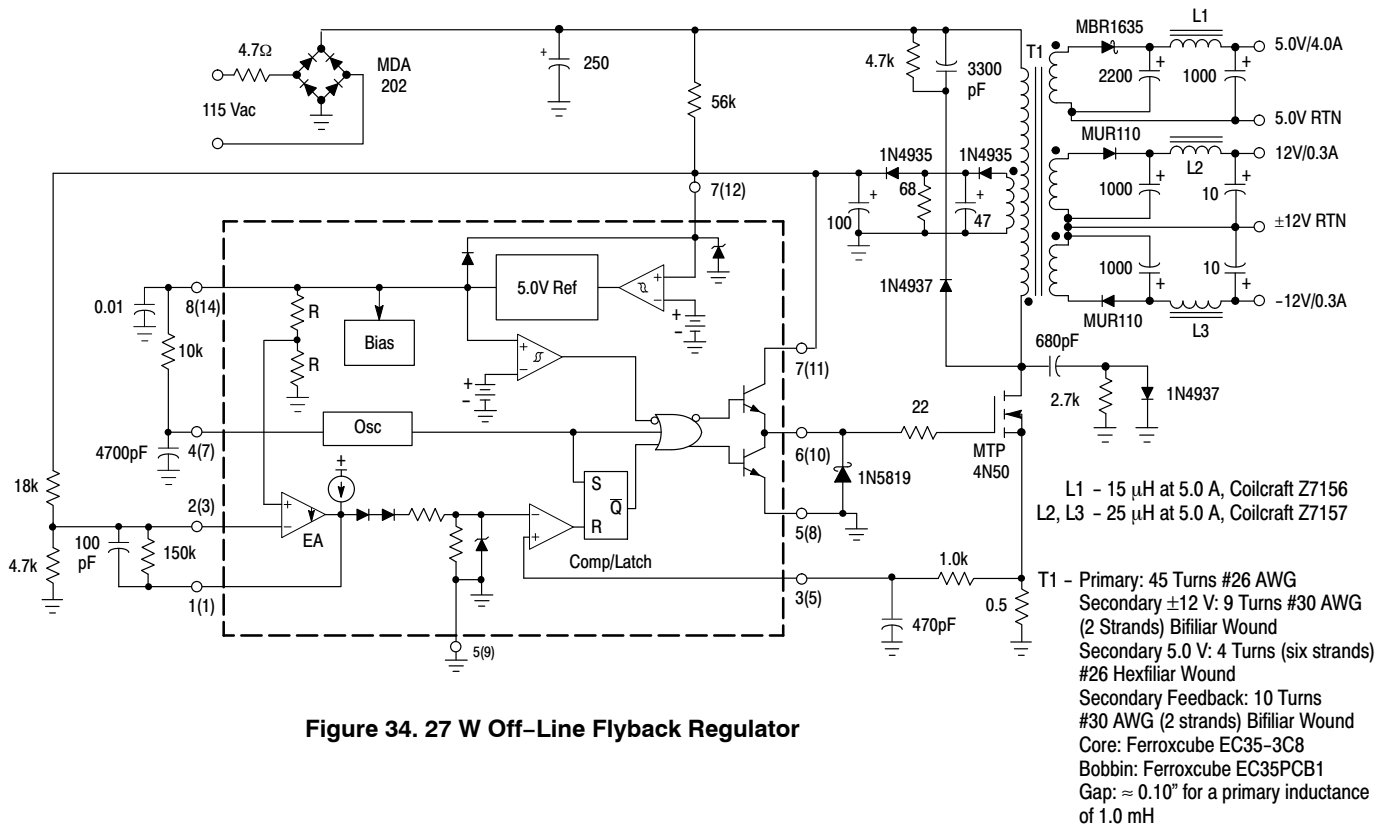 4.7Ω
MDA
202
115 Vac
+
250
56k
4.7k
3300
pF
T1
MBR1635
L1
5.0V/4.0A
+
2200
+
1000
5.0V RTN
MUR110
12V/0.3A
L2
1000
+
10
+
±12V RTN
1000
+
10
+
-12V/0.3A
MUR110
L3
1N4935
1N4935
68
+
100
+
47
7(12)
1N4937
0.01
8(14)
R
R
Bias
5.0V Ref
+
-
+
-
+
-
+
-
10k
7(11)
680pF
2.7k
1N4937
4700pF
4(7)
Osc
22
6(10)
MTP
4N50
1N5819
18k
2(3)
+
+
-
EA
S
Q
R
-
+
Comp/Latch
5(8)
100
pF
150k
4.7k
1(1)
1.0k
3(5)
0.5
470pF
5(9)
L1 - 15 μH at 5.0 A, Coilcraft Z7156
L2, L3 - 25 μH at 5.0 A, Coilcraft Z7157
T1 - Primary: 45 Turns #26 AWG
Secondary ±12 V: 9 Turns #30 AWG
(2 Strands) Bifiliar Wound
Secondary 5.0 V: 4 Turns (six strands)
#26 Hexfiliar Wound
Secondary Feedback: 10 Turns
#30 AWG (2 strands) Bifiliar Wound
Core: Ferroxcube EC35-3C8
Bobbin: Ferroxcube EC35PCB1
Gap: ≈ 0.10" for a primary inductance
of 1.0 mH
Figure 34. 27 W Off-Line Flyback Regulator